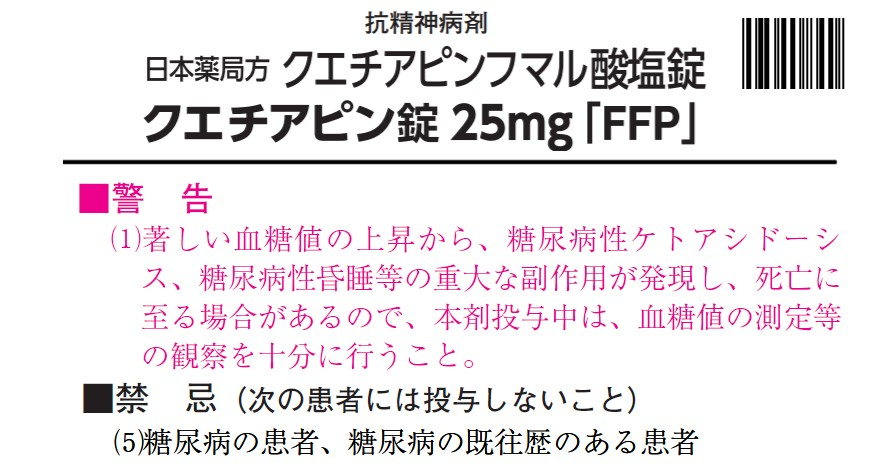 抗精神病剤
日本薬局方 クエチアピンフマル酸塩錠
クエチアピン錠 25mg「FFP」
■警　告
⑴著しい血糖値の上昇から、糖尿病性ケトアシドーシ
ス、糖尿病性昏睡等の重大な副作用が発現し、死亡に
至る場合があるので、本剤投与中は、血糖値の測定等
の観察を十分に行うこと。
■禁　忌（次の患者には投与しないこと）
⑸糖尿病の患者、糖尿病の既往歴のある患者